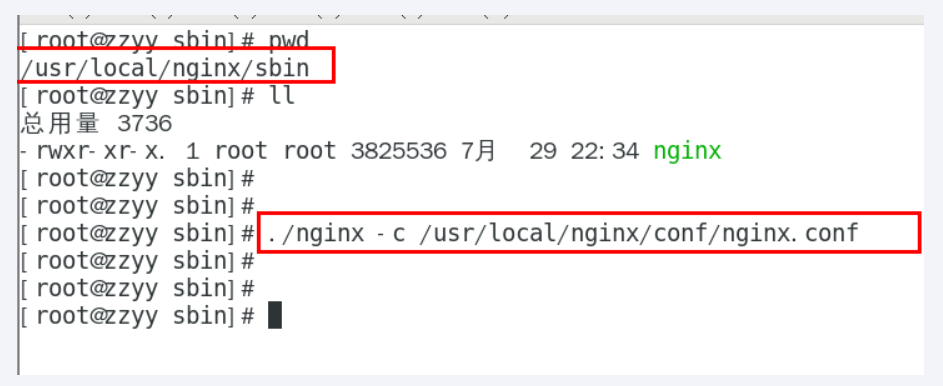 [root@zzyy sbin]# pwd
/usr/local/nginx/sbin
[root@zzyy sbin]# ll
总用量 3736
-rwxr-xr-x. 1 root root 3825536 7月  29 22:34 nginx
[root@zzyy sbin]#
[root@zzyy sbin]#
[root@zzyy sbin]# ./nginx -c /usr/local/nginx/conf/nginx.conf
[root@zzyy sbin]#
[root@zzyy sbin]#
[root@zzyy sbin]#